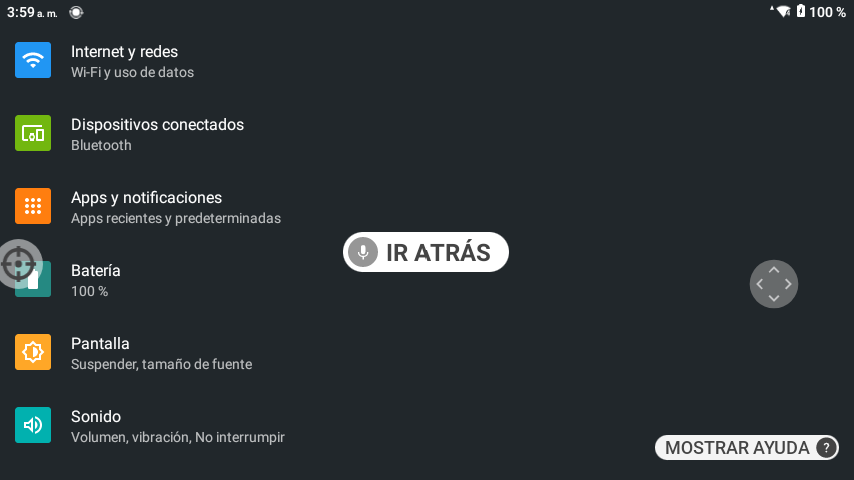 3:59 a. m.
100 %
Internet y redes
Wi-Fi y uso de datos
Dispositivos conectados
Bluetooth
Apps y notificaciones
Apps recientes y predeterminadas
IR ATRÁS
Batería
100 %
Pantalla
Suspender, tamaño de fuente
Sonido
Volumen, vibración, No interrumpir
MOSTRAR AYUDA ?